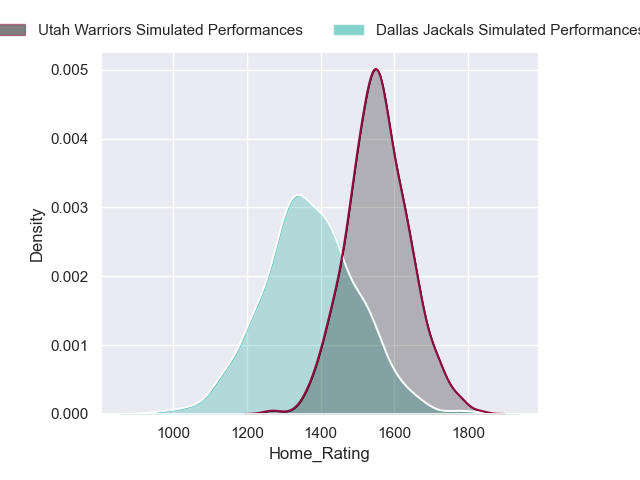 Utah Warriors Simulated Performances
Dallas Jackals Simulated Performances
0.005
0.004
0.003
0.002
0.001
0.000
Density
1000 1200 1400 1600 1800
Home_Rating